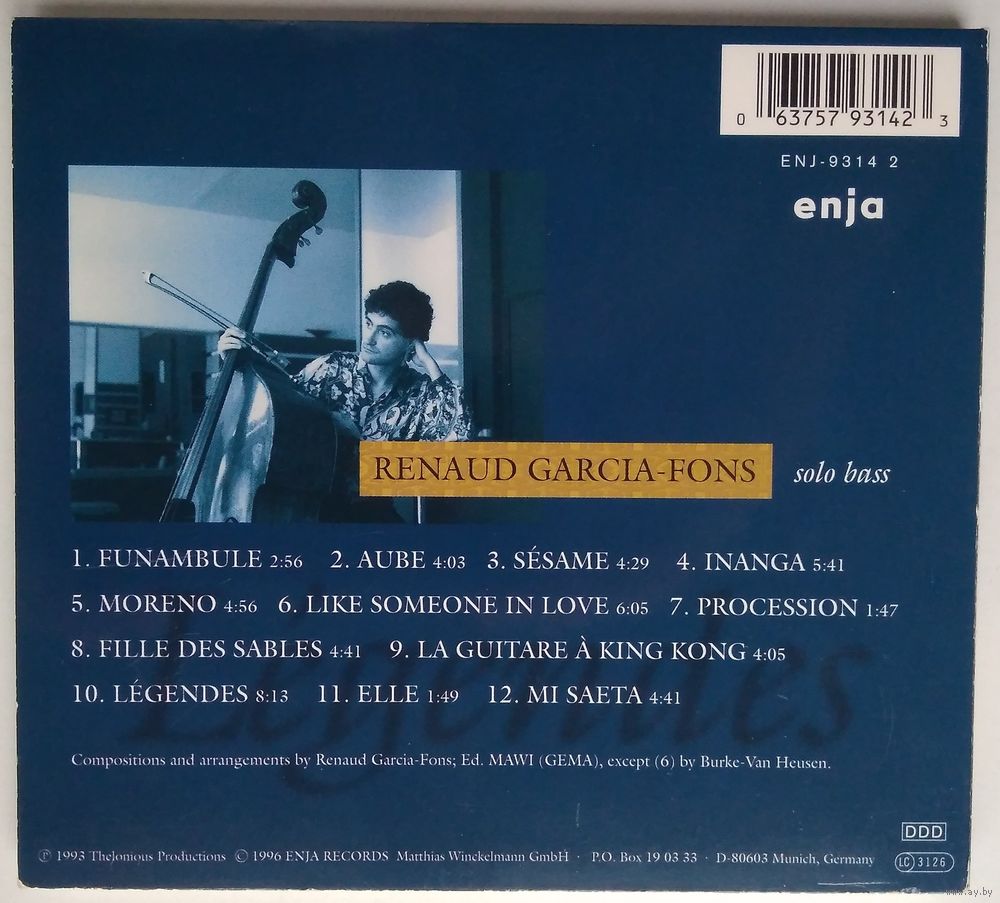 0 63757 93142 3
ENJ-9314 2
enja
RENAUD GARCIA-FONS solo bass
1. FUNAMBULE 2:56 2. AUBE 4:03 3. SÉSAME 4:29 4. INANGA 5:41
5. MORENO 4:56 6. LIKE SOMEONE IN LOVE 6:05 7. PROCESSION 1:47
8. FILLE DES SABLES 4:41 9. LA GUITARE À KING KONG 4:05
10. LÉGENDES 8:13 11. ELLE 1:49 12. MI SAETA 4:41
Légendes
Compositions and arrangements by Renaud Garcia-Fons; Ed. MAWI (GEMA), except (6) by Burke-Van Heusen.
DDD
℗ 1993 Thelonious Productions © 1996 ENJA RECORDS Matthias Winckelmann GmbH · P.O. Box 19 03 33 · D-80603 Munich, Germany
LC 3126
www.ay.by